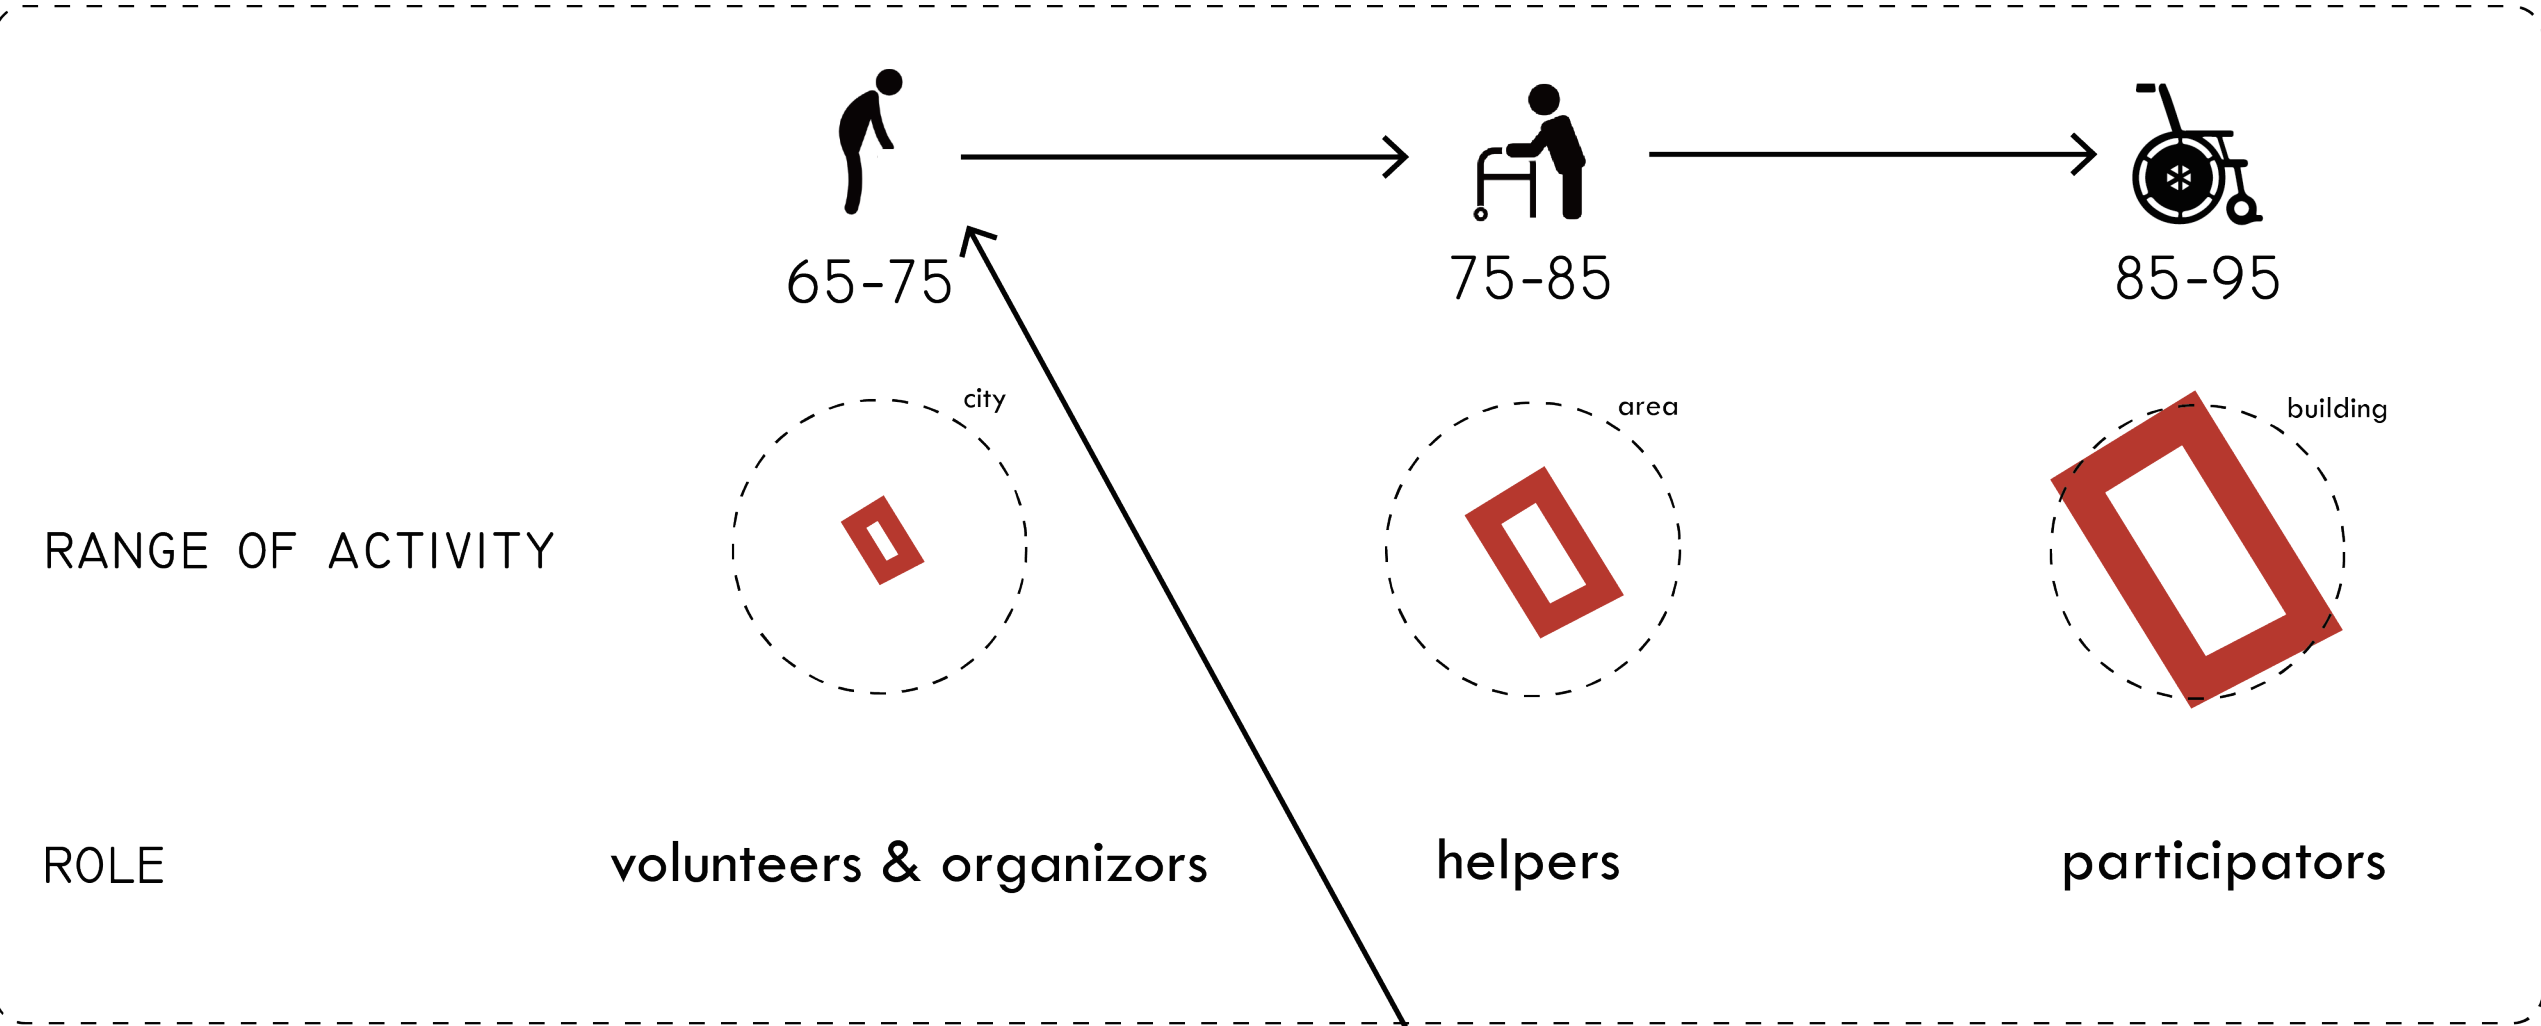 65-75
75-85
85-95
city
area
building
RANGE OF ACTIVITY
ROLE
volunteers & organizors
helpers
participators